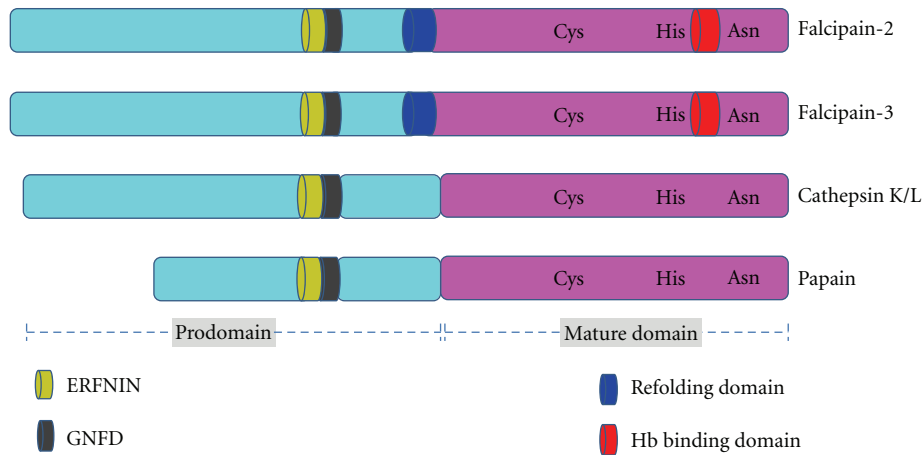 Cys His Asn Falcipain-2
Cys His Asn Falcipain-3
Cys His Asn Cathepsin K/L
Cys His Asn Papain
Prodomain Mature domain
ERFNIN Refolding domain
GNFD Hb binding domain